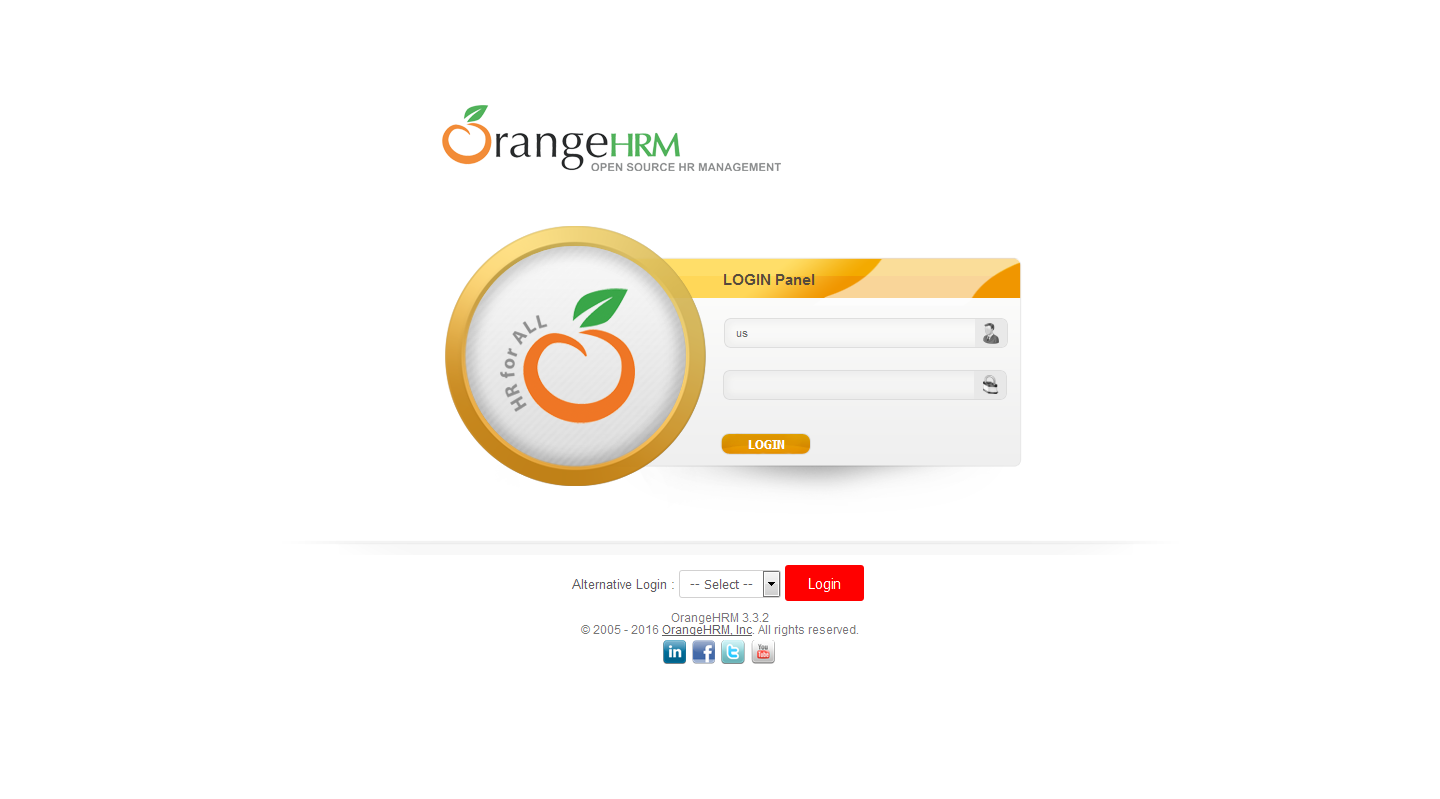 OrangeHRM
OPEN SOURCE HR MANAGEMENT
LOGIN Panel
HR for ALL
us
LOGIN
Alternative Login : -- Select -- Login
OrangeHRM 3.3.2
© 2005 - 2016 OrangeHRM, Inc. All rights reserved.
in f t You Tube